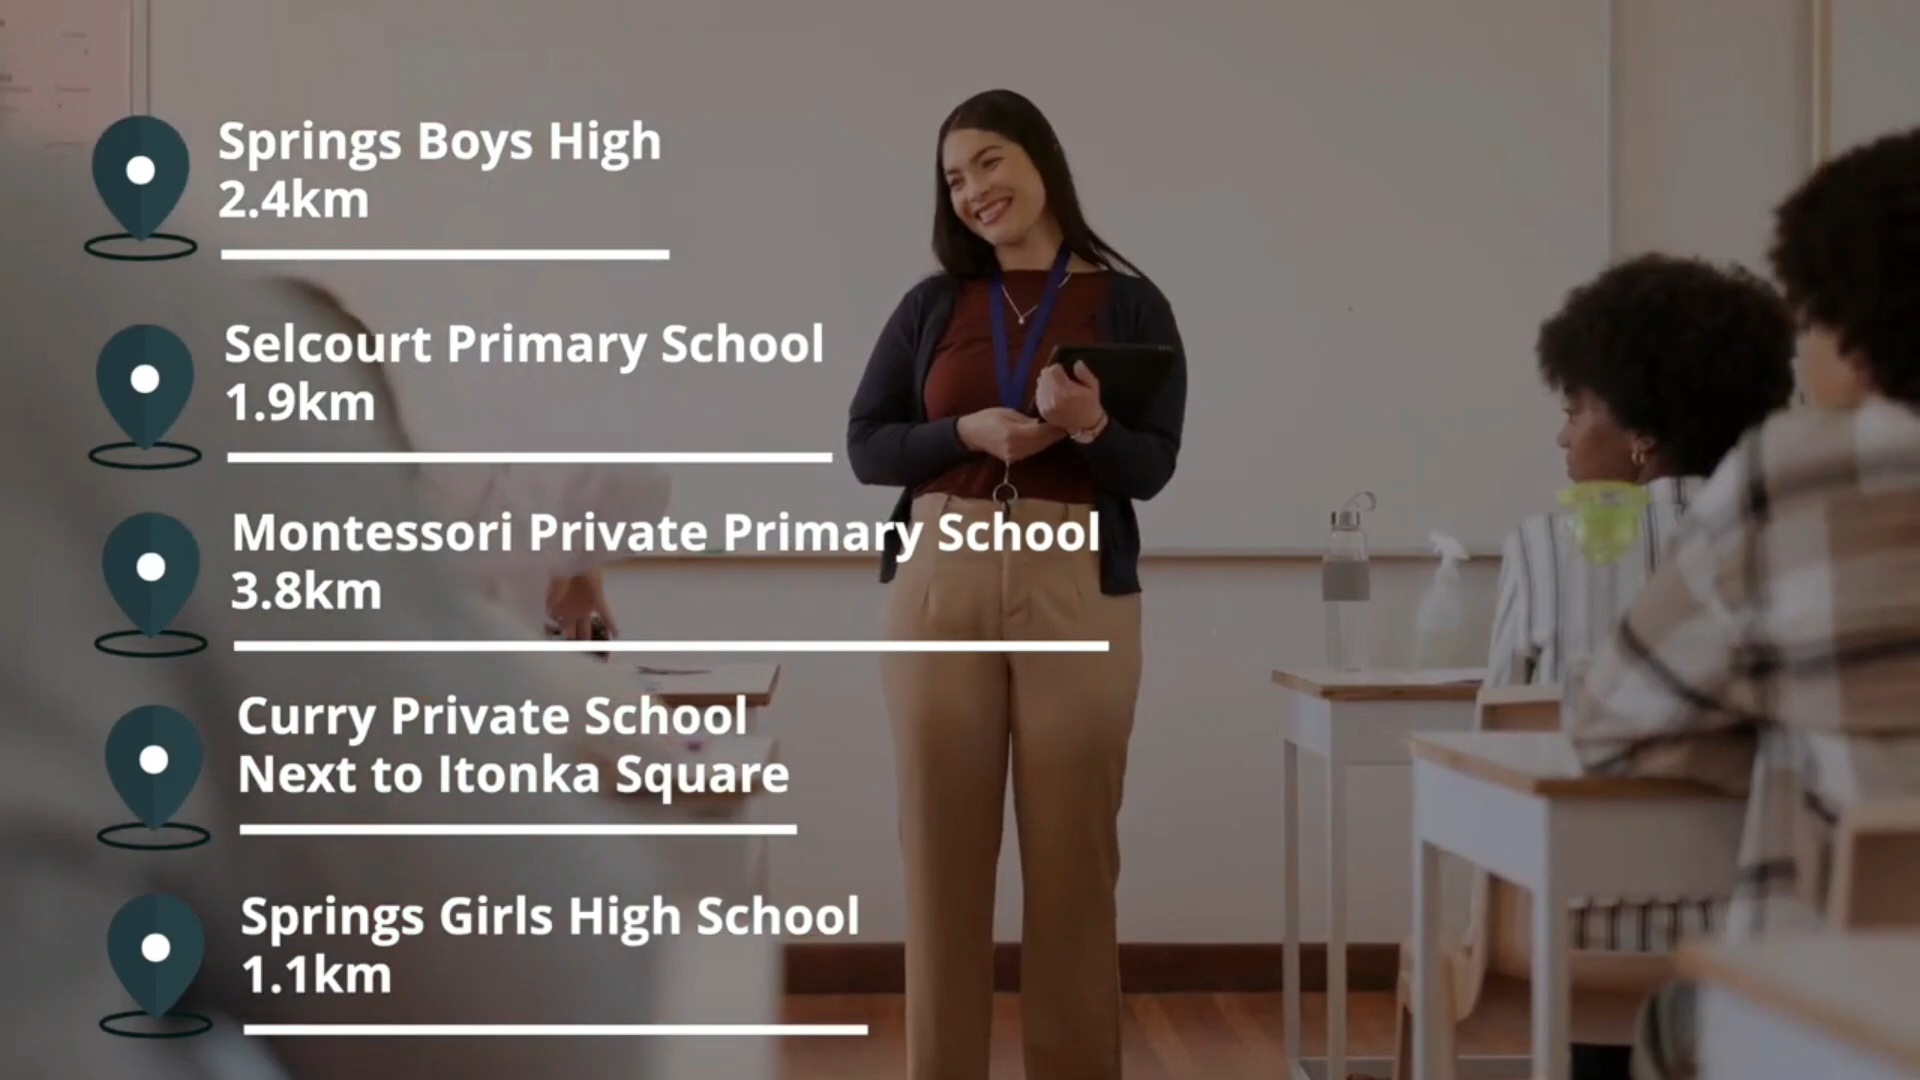 Springs Boys High
2.4km
Selcourt Primary School
1.9km
Montessori Private Primary School
3.8km
Curry Private School
Next to Itonka Square
Springs Girls High School
1.1km